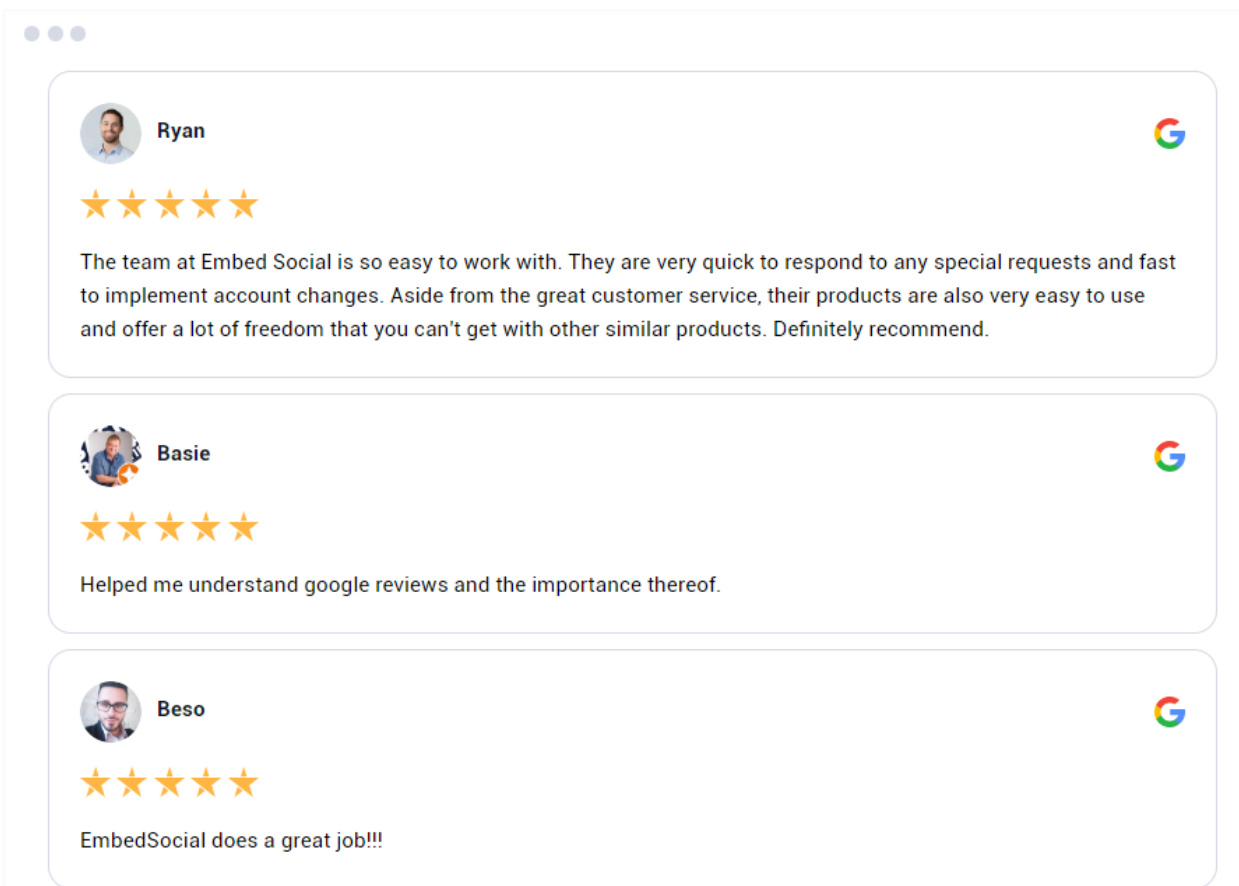 Ryan
The team at Embed Social is so easy to work with. They are very quick to respond to any special requests and fast
to implement account changes. Aside from the great customer service, their products are also very easy to use
and offer a lot of freedom that you can't get with other similar products. Definitely recommend.
Basie
Helped me understand google reviews and the importance thereof.
Beso
EmbedSocial does a great job!!!